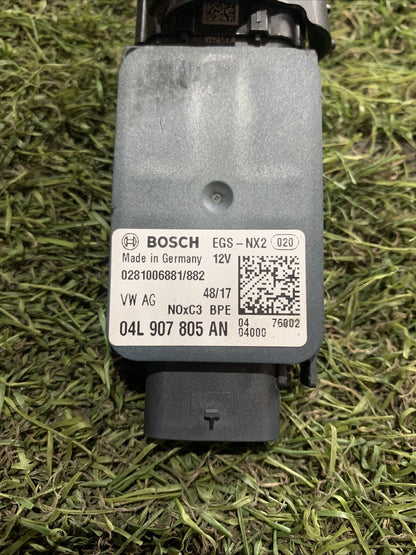 BOSCH EGS-NX2 020
Made in Germany 12V
0281006881/882
VW AG 48/17
NOxC3 BPE
04L 907 805 AN
04 76002
04000